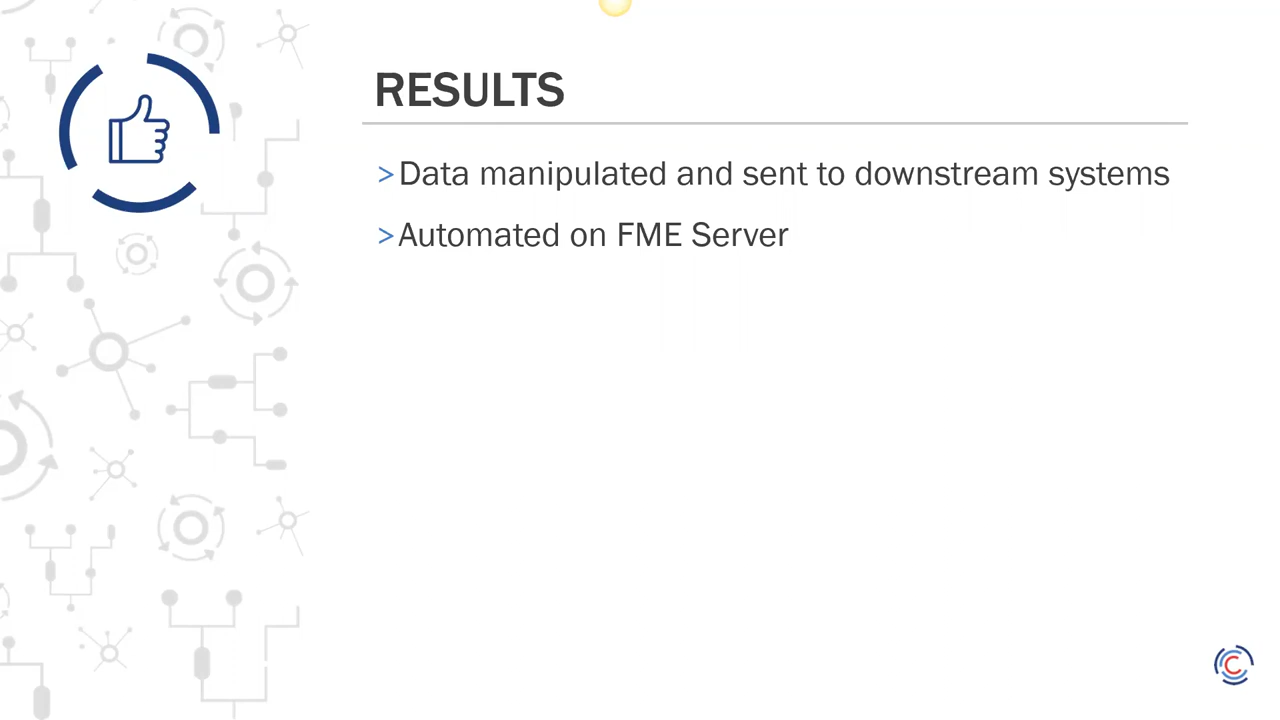 RESULTS
>Data manipulated and sent to downstream systems
>Automated on FME Server
C